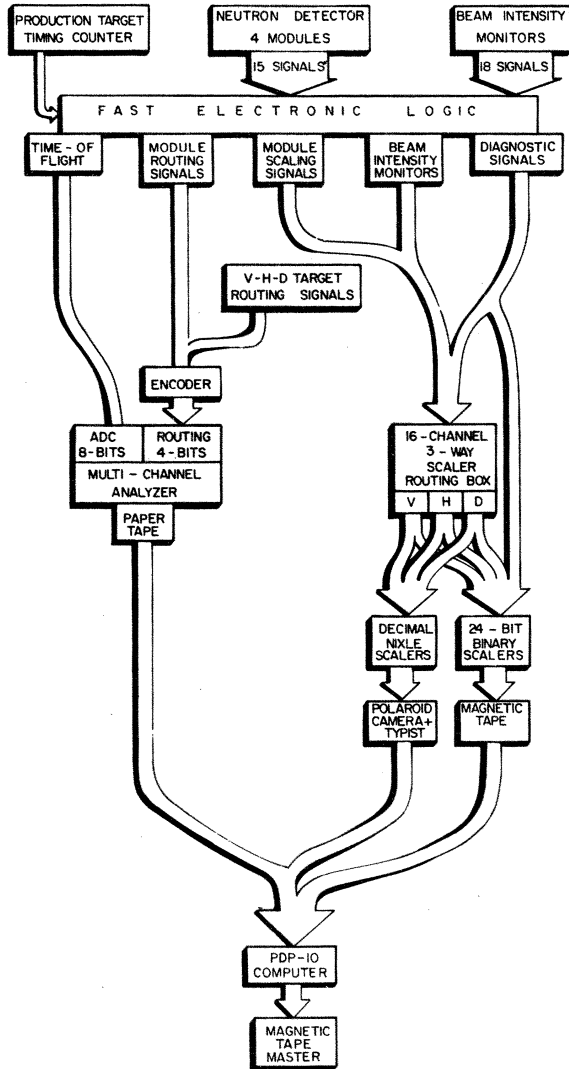 PRODUCTION TARGET
TIMING COUNTER
NEUTRON DETECTOR
4 MODULES
BEAM INTENSITY
MONITORS
15 SIGNALS
18 SIGNALS
FAST ELECTRONIC LOGIC
TIME-OF
FLIGHT
MODULE
ROUTING
SIGNALS
MODULE
SCALING
SIGNALS
BEAM
INTENSITY
MONITORS
DIAGNOSTIC
SIGNALS
V-H-D TARGET
ROUTING SIGNALS
ENCODER
ADC
8-BITS
ROUTING
4-BITS
MULTI-CHANNEL
ANALYZER
PAPER
TAPE
16-CHANNEL
3-WAY
SCALER
ROUTING BOX
V H D
DECIMAL
NIXLE
SCALERS
24-BIT
BINARY
SCALERS
POLAROID
CAMERA+
TYPIST
MAGNETIC
TAPE
PDP-10
COMPUTER
MAGNETIC
TAPE
MASTER